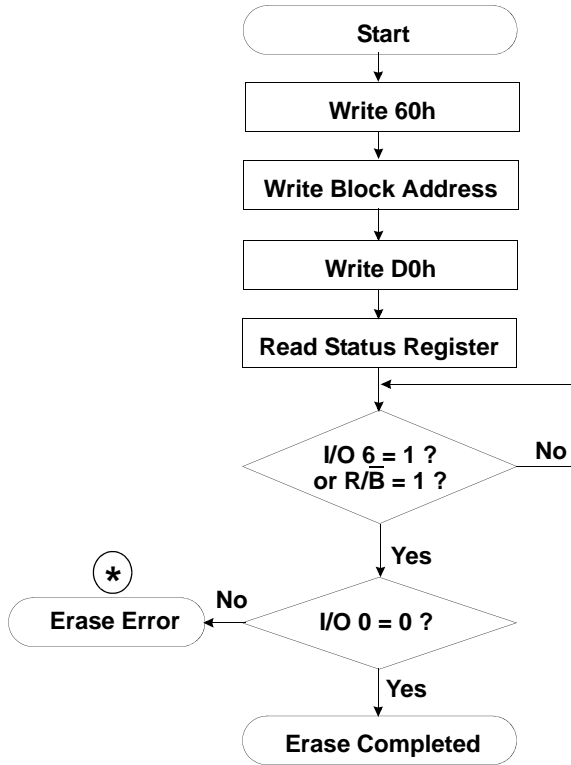 Start
Write 60h
Write Block Address
Write D0h
Read Status Register
I/O 6 = 1 ?
or R/B̅ = 1 ?
No
Yes
*
No
Erase Error
I/O 0 = 0 ?
Yes
Erase Completed